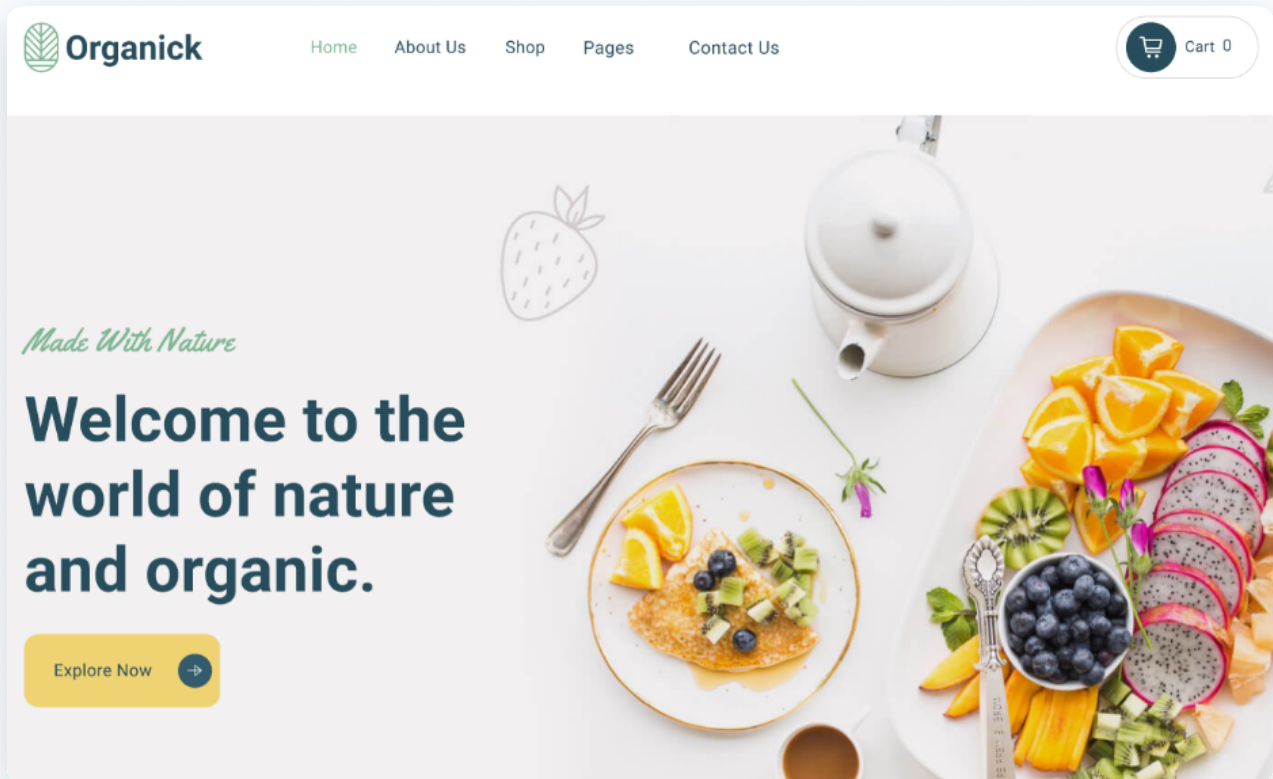 Organick
Home About Us Shop Pages Contact Us
Cart 0
Made With Nature
Welcome to the
world of nature
and organic.
Explore Now